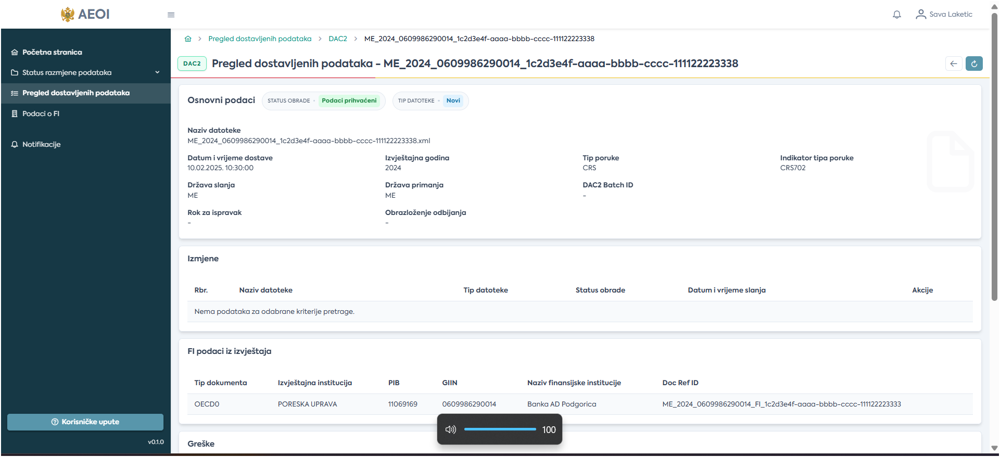 AEOI
Sava Laketic
Početna stranica
Status razmjene podataka
Pregled dostavljenih podataka
Podaci o FI
Notifikacije
Korisničke upute
v0.1.0
Pregled dostavljenih podataka > DAC2 > ME_2024_0609986290014_1c2d3e4f-aaaa-bbbb-cccc-111122223338
DAC2 Pregled dostavljenih podataka - ME_2024_0609986290014_1c2d3e4f-aaaa-bbbb-cccc-111122223338
Osnovni podaci STATUS OBRADE - Podaci prihvaćeni TIP DATOTEKE - Novi
Naziv datoteke
ME_2024_0609986290014_1c2d3e4f-aaaa-bbbb-cccc-111122223338.xml
Datum i vrijeme dostave Izvještajna godina Tip poruke Indikator tipa poruke
10.02.2025. 10:30:00 2024 CRS CRS702
Država slanja Država primanja DAC2 Batch ID
ME ME -
Rok za ispravak Obrazloženje odbijanja
- -
Izmjene
Rbr. Naziv datoteke Tip datoteke Status obrade Datum i vrijeme slanja Akcije
Nema podataka za odabrane kriterije pretrage.
FI podaci iz izvještaja
Tip dokumenta Izvještajna institucija PIB GIIN Naziv finansijske institucije Doc Ref ID
OECD0 PORESKA UPRAVA 11069169 0609986290014 Banka AD Podgorica ME_2024_0609986290014_FI_1c2d3e4f-aaaa-bbbb-cccc-111122223333
100
Greške